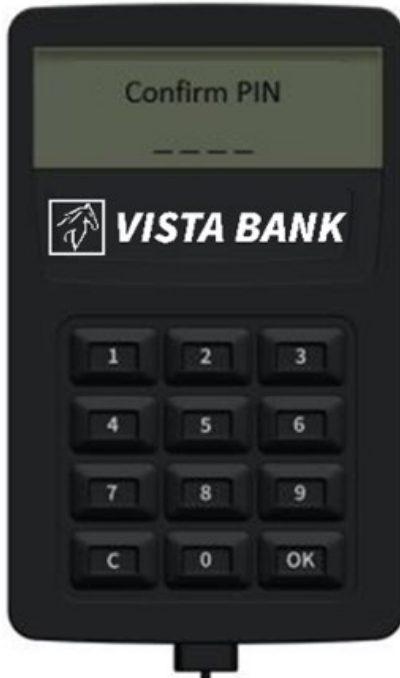 Confirm PIN
_ _ _ _
VISTA BANK
1 2 3
4 5 6
7 8 9
C 0 OK